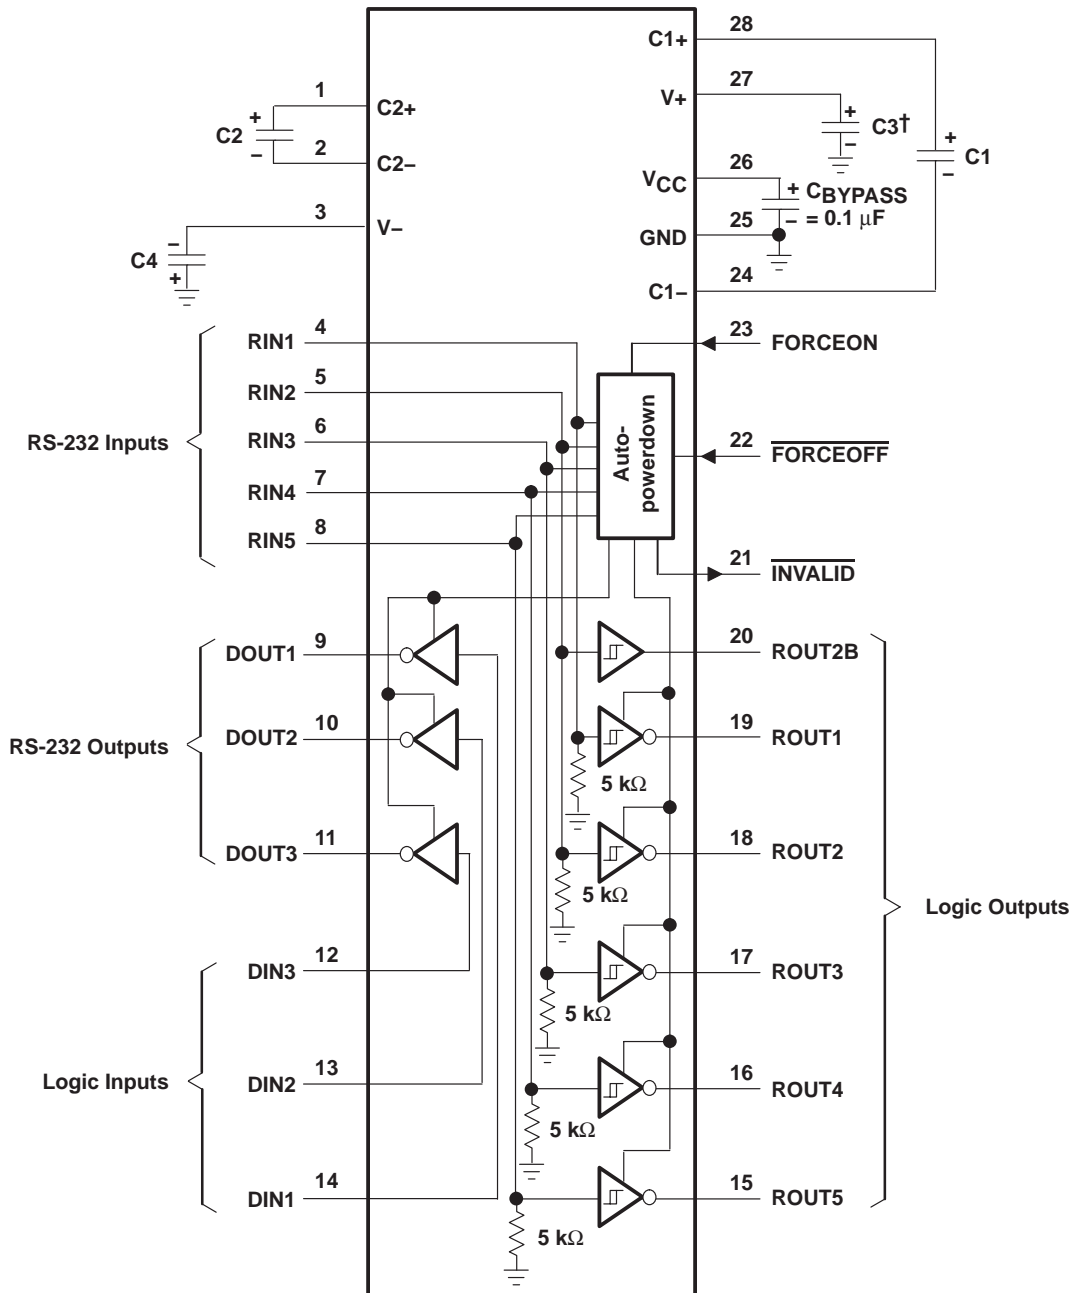 28
C1+
27
V+
1
C2+
+
C2
–
2
C2–
+
C3†
–
+
C1
–
26
VCC
+ CBYPASS
– = 0.1 μF
25
GND
3
V–
–
C4
+
24
C1–
RS-232 Inputs
RIN1 4
RIN2 5
RIN3 6
RIN4 7
RIN5 8
23
FORCEON
Auto-
powerdown
22
FORCEOFF
21
INVALID
RS-232 Outputs
DOUT1 9
DOUT2 10
DOUT3 11
20
ROUT2B
19
ROUT1
5 kΩ
18
ROUT2
5 kΩ
Logic Outputs
17
ROUT3
5 kΩ
16
ROUT4
5 kΩ
15
ROUT5
5 kΩ
Logic Inputs
DIN3 12
DIN2 13
DIN1 14